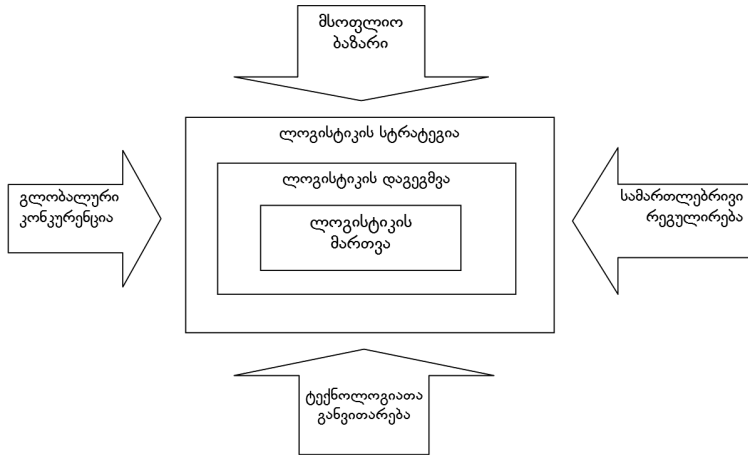 მსოფლიო
ბაზარი
ლოგისტიკის სტრატეგია
ლოგისტიკის დაგეგმვა
ლოგისტიკის
მართვა
გლობალური
კონკურენცია
სამართლებრივი
რეგულირება
ტექნოლოგიათა
განვითარება